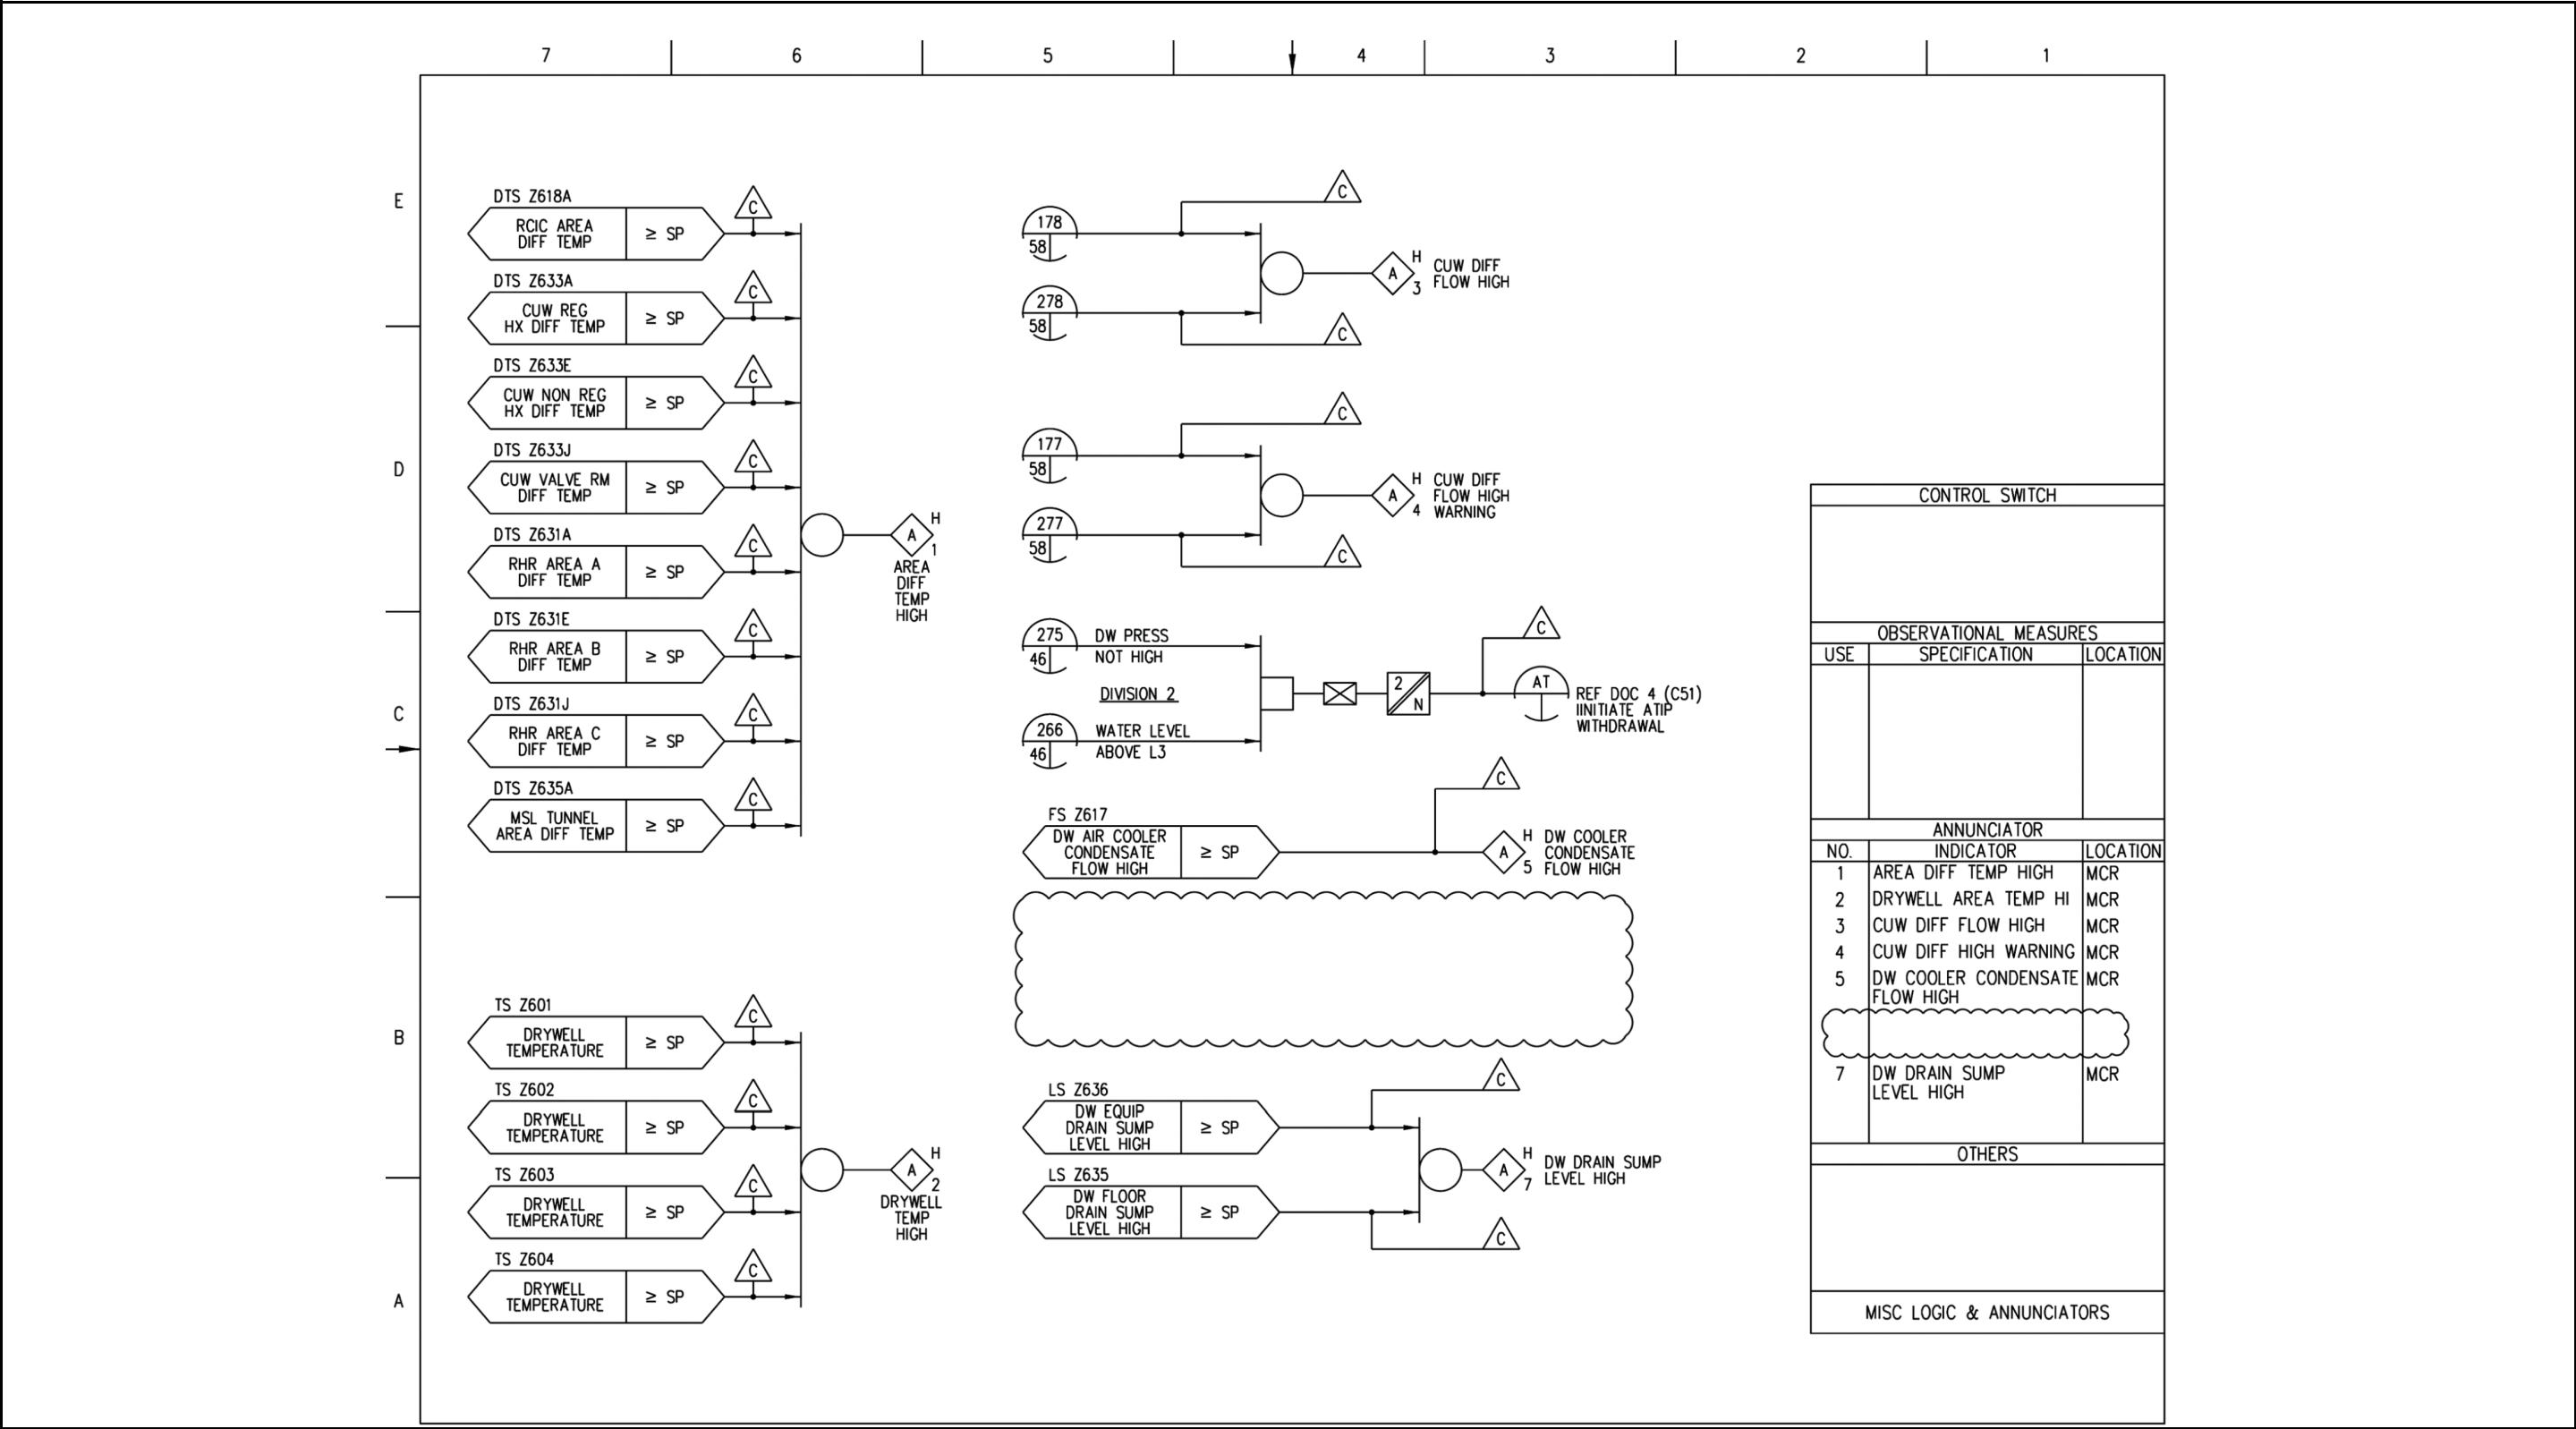 7 6 5 4 3 2 1
E
D
C
B
A
DTS Z618A
RCIC AREA
DIFF TEMP
≥ SP
C
DTS Z633A
CUW REG
HX DIFF TEMP
≥ SP
C
DTS Z633E
CUW NON REG
HX DIFF TEMP
≥ SP
C
DTS Z633J
CUW VALVE RM
DIFF TEMP
≥ SP
C
DTS Z631A
RHR AREA A
DIFF TEMP
≥ SP
C
DTS Z631E
RHR AREA B
DIFF TEMP
≥ SP
C
DTS Z631J
RHR AREA C
DIFF TEMP
≥ SP
C
DTS Z635A
MSL TUNNEL
AREA DIFF TEMP
≥ SP
C
A
H
1
AREA
DIFF
TEMP
HIGH
TS Z601
DRYWELL
TEMPERATURE
≥ SP
C
TS Z602
DRYWELL
TEMPERATURE
≥ SP
C
TS Z603
DRYWELL
TEMPERATURE
≥ SP
C
TS Z604
DRYWELL
TEMPERATURE
≥ SP
C
A
H
2
DRYWELL
TEMP
HIGH
178
58
C
278
58
C
A
H
3
CUW DIFF
FLOW HIGH
177
58
C
277
58
C
A
H
4
CUW DIFF
FLOW HIGH
WARNING
275
46
DW PRESS
NOT HIGH
DIVISION 2
266
46
WATER LEVEL
ABOVE L3
2
N
C
AT
REF DOC 4 (C51)
IINITIATE ATIP
WITHDRAWAL
FS Z617
DW AIR COOLER
CONDENSATE
FLOW HIGH
≥ SP
C
A
H
5
DW COOLER
CONDENSATE
FLOW HIGH
LS Z636
DW EQUIP
DRAIN SUMP
LEVEL HIGH
≥ SP
C
LS Z635
DW FLOOR
DRAIN SUMP
LEVEL HIGH
≥ SP
C
A
H
7
DW DRAIN SUMP
LEVEL HIGH
CONTROL SWITCH
OBSERVATIONAL MEASURES
USE SPECIFICATION LOCATION
ANNUNCIATOR
NO. INDICATOR LOCATION
1 AREA DIFF TEMP HIGH MCR
2 DRYWELL AREA TEMP HI MCR
3 CUW DIFF FLOW HIGH MCR
4 CUW DIFF HIGH WARNING MCR
5 DW COOLER CONDENSATE MCR
FLOW HIGH
7 DW DRAIN SUMP MCR
LEVEL HIGH
OTHERS
MISC LOGIC & ANNUNCIATORS